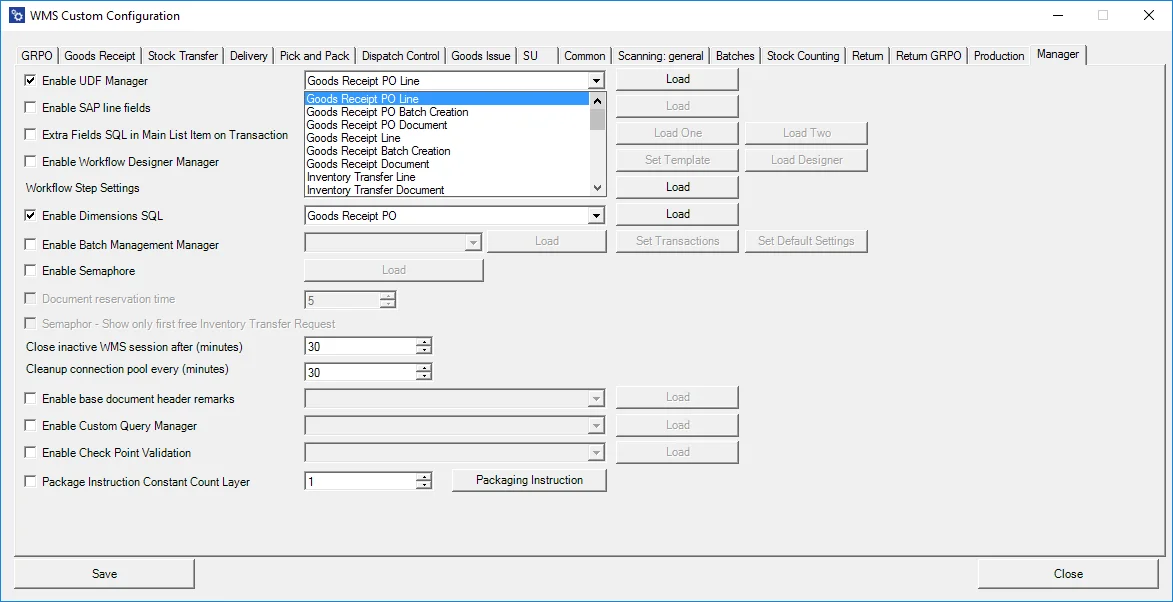 WMS Custom Configuration
GRPO Goods Receipt Stock Transfer Delivery Pick and Pack Dispatch Control Goods Issue SU Common Scanning: general Batches Stock Counting Return Return GRPO Production Manager
Enable UDF Manager Goods Receipt PO Line Load
Goods Receipt PO Line
Enable SAP line fields Load
Goods Receipt PO Batch Creation
Goods Receipt PO Document
Extra Fields SQL in Main List Item on Transaction Goods Receipt Line Load One Load Two
Goods Receipt Batch Creation
Enable Workflow Designer Manager Goods Receipt Document Set Template Load Designer
Inventory Transfer Line
Workflow Step Settings Inventory Transfer Document Load
Enable Dimensions SQL Goods Receipt PO Load
Enable Batch Management Manager Load Set Transactions Set Default Settings
Enable Semaphore Load
Document reservation time 5
Semaphor - Show only first free Inventory Transfer Request
Close inactive WMS session after (minutes) 30
Cleanup connection pool every (minutes) 30
Enable base document header remarks Load
Enable Custom Query Manager Load
Enable Check Point Validation Load
Package Instruction Constant Count Layer 1 Packaging Instruction
Save Close